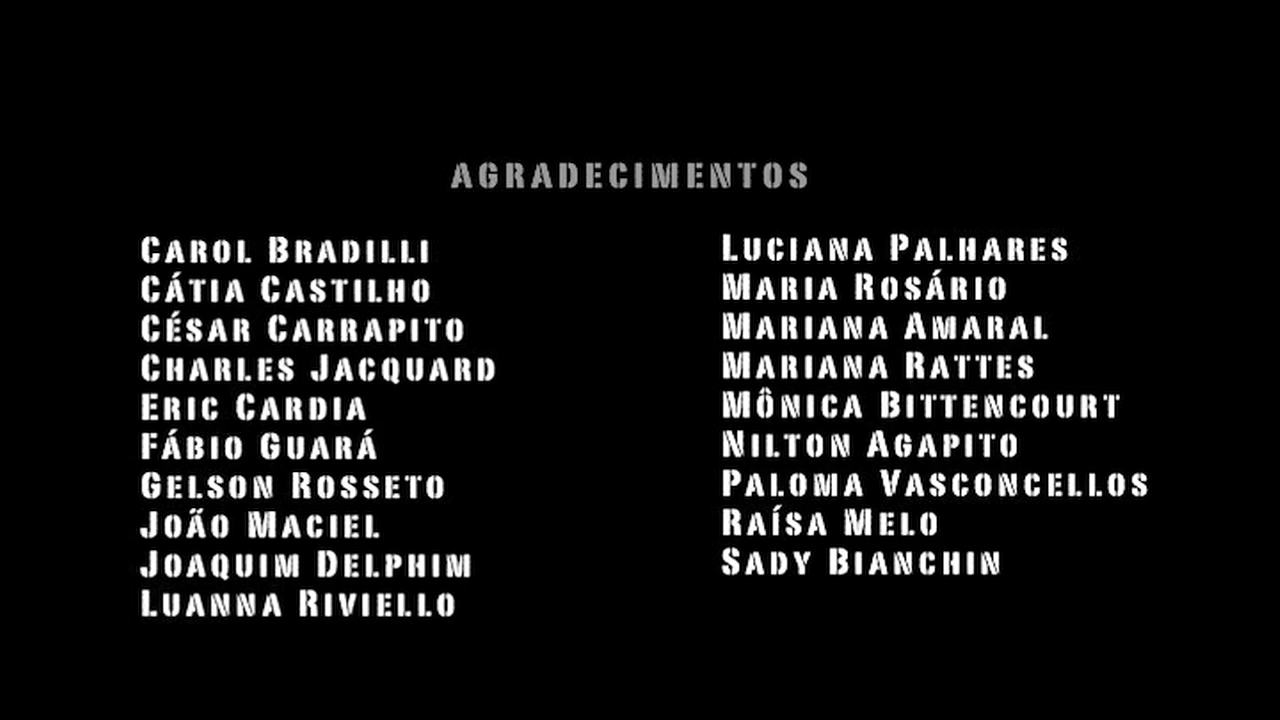 AGRADECIMENTOS
CAROL BRADILLI
CÁTIA CASTILHO
CÉSAR CARRAPITO
CHARLES JACQUARD
ERIC CARDIA
FÁBIO GUARÁ
GELSON ROSSETO
JOÃO MACIEL
JOAQUIM DELPHIM
LUANNA RIVIELLO
LUCIANA PALHARES
MARIA ROSÁRIO
MARIANA AMARAL
MARIANA RATTES
MÔNICA BITTENCOURT
NILTON AGAPITO
PALOMA VASCONCELLOS
RAÍSA MELO
SADY BIANCHIN